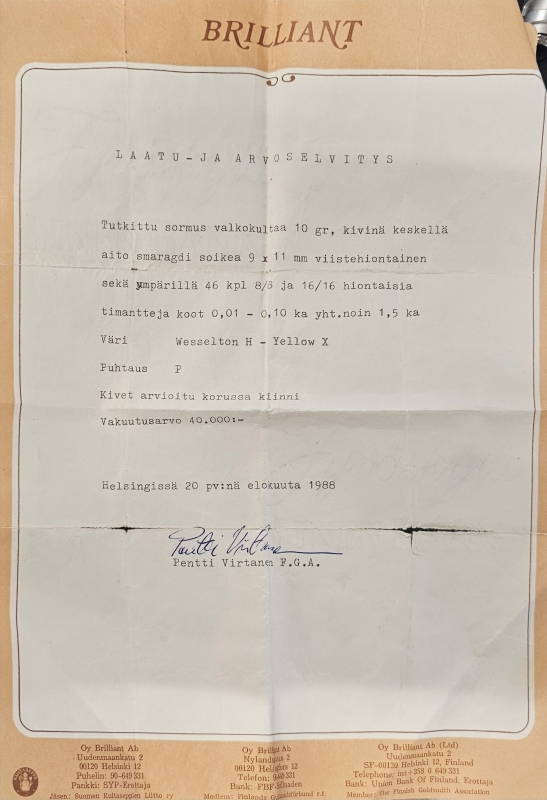 BRILLIANT
LAATU-JA ARVOSELVITYS
Tutkittu sormus valkokultaa 10 gr, kivinä keskellä
aito smaragdi soikea 9 x 11 mm viistehiontainen
sekä ympärillä 46 kpl 8/8 ja 16/16 hiontaisia
timantteja koot 0,01 - 0,10 ka yht.noin 1,5 ka
Väri Wesselton H - Yellow X
Puhtaus P
Kivet arvioitu korussa kiinni
Vakuutusarvo 40.000:-
Helsingissä 20 pv:nä elokuuta 1988
Pentti Virtanen
Pentti Virtanen F.G.A.
Oy Brilliant Ab
Uudenmaankatu 2
00120 Helsinki 12
Puhelin: 90-649 331
Pankki: SYP-Erottaja
Jäsen: Suomen Kultaseppien Liitto ry
Oy Brilliant Ab
Nylandsgatan 2
00120 Helsingfors 12
Telefon: 331
Bank: FBF-
Medlem: Finlands r.f.
Oy Brilliant Ab (Ltd)
Uudenmaankatu 2
SF-00120 Helsinki 12, Finland
Telephone: int+358 0 649 331
Bank: Union Bank Of Finland, Erottaja
Member: The Finnish Goldsmith Association